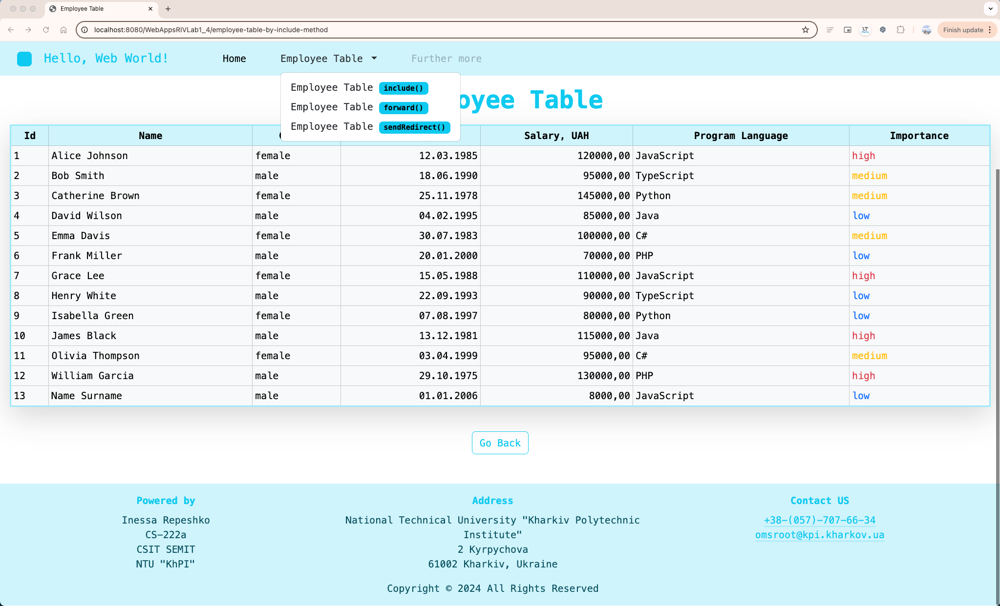 Employee Table
localhost:8080/WebAppsRIVLab1_4/employee-table-by-include-method
Finish update
Hello, Web World!
Home
Employee Table
Further more
Employee Table include()
Employee Table forward()
Employee Table sendRedirect()
Table
Id Name Salary, UAH Program Language Importance
1 Alice Johnson female 12.03.1985 120000,00 JavaScript high
2 Bob Smith male 18.06.1990 95000,00 TypeScript medium
3 Catherine Brown female 25.11.1978 145000,00 Python medium
4 David Wilson male 04.02.1995 85000,00 Java low
5 Emma Davis female 30.07.1983 100000,00 C# medium
6 Frank Miller male 20.01.2000 70000,00 PHP low
7 Grace Lee female 15.05.1988 110000,00 JavaScript high
8 Henry White male 22.09.1993 90000,00 TypeScript low
9 Isabella Green female 07.08.1997 80000,00 Python low
10 James Black male 13.12.1981 115000,00 Java high
11 Olivia Thompson female 03.04.1999 95000,00 C# medium
12 William Garcia male 29.10.1975 130000,00 PHP high
13 Name Surname male 01.01.2006 8000,00 JavaScript low
Go Back
Powered by
Inessa Repeshko
CS-222a
CSIT SEMIT
NTU "KhPI"
Address
National Technical University "Kharkiv Polytechnic
Institute"
2 Kyrpychova
61002 Kharkiv, Ukraine
Contact US
+38-(057)-707-66-34
omsroot@kpi.kharkov.ua
Copyright © 2024 All Rights Reserved